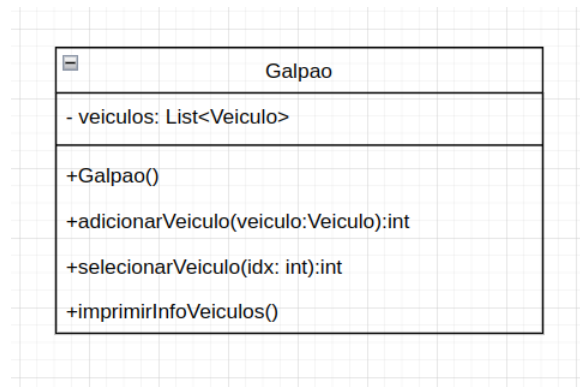 Galpao
- veiculos: List<Veiculo>
+Galpao()
+adicionarVeiculo(veiculo:Veiculo):int
+selecionarVeiculo(idx: int):int
+imprimirInfoVeiculos()